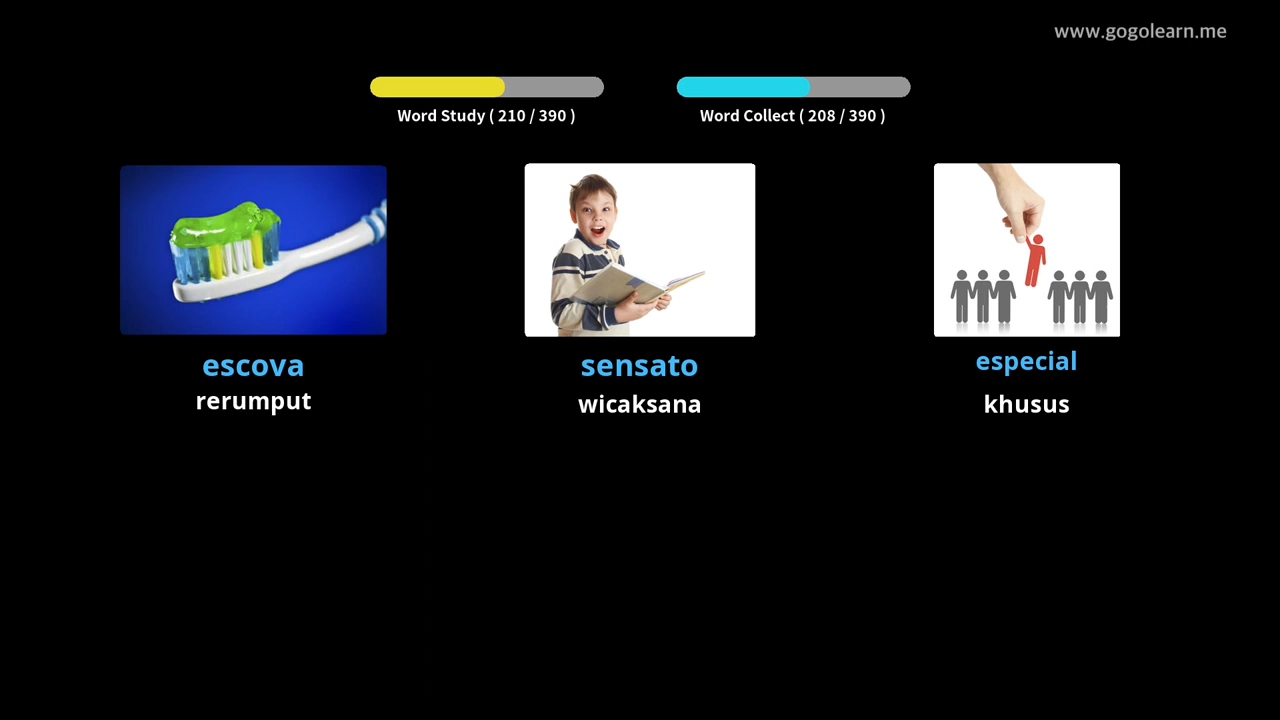 www.gogolearn.me
Word Study ( 210 / 390 )
Word Collect ( 208 / 390 )
escova
rerumput
sensato
wicaksana
especial
khusus